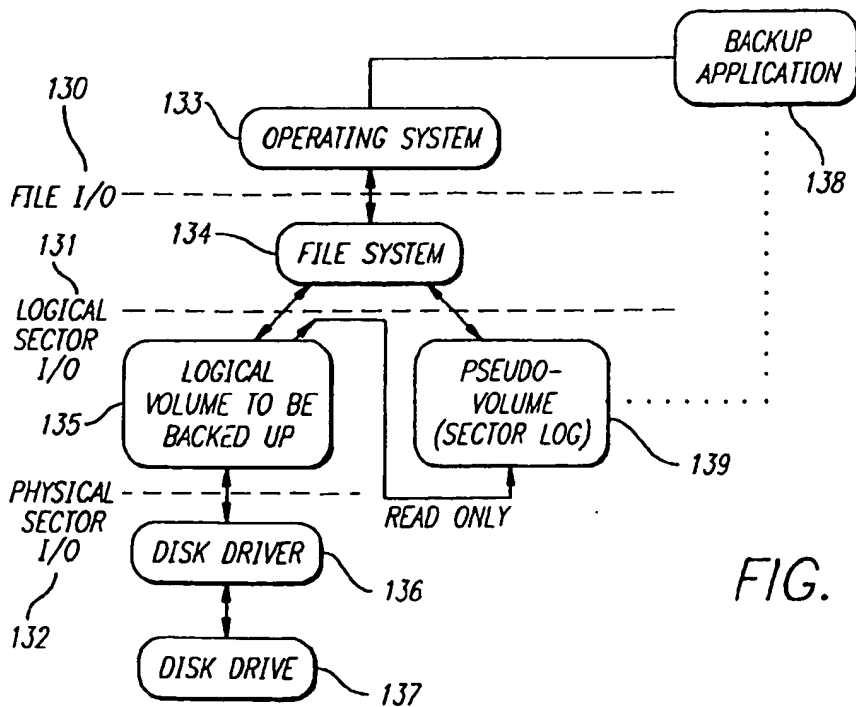 BACKUP
APPLICATION
138
130
133
OPERATING SYSTEM
FILE I/O
134
FILE SYSTEM
131
LOGICAL
SECTOR
I/O
135
LOGICAL
VOLUME TO BE
BACKED UP
PSEUDO-
VOLUME
(SECTOR LOG)
139
PHYSICAL
SECTOR
I/O
132
READ ONLY
DISK DRIVER
136
DISK DRIVE
137
FIG.